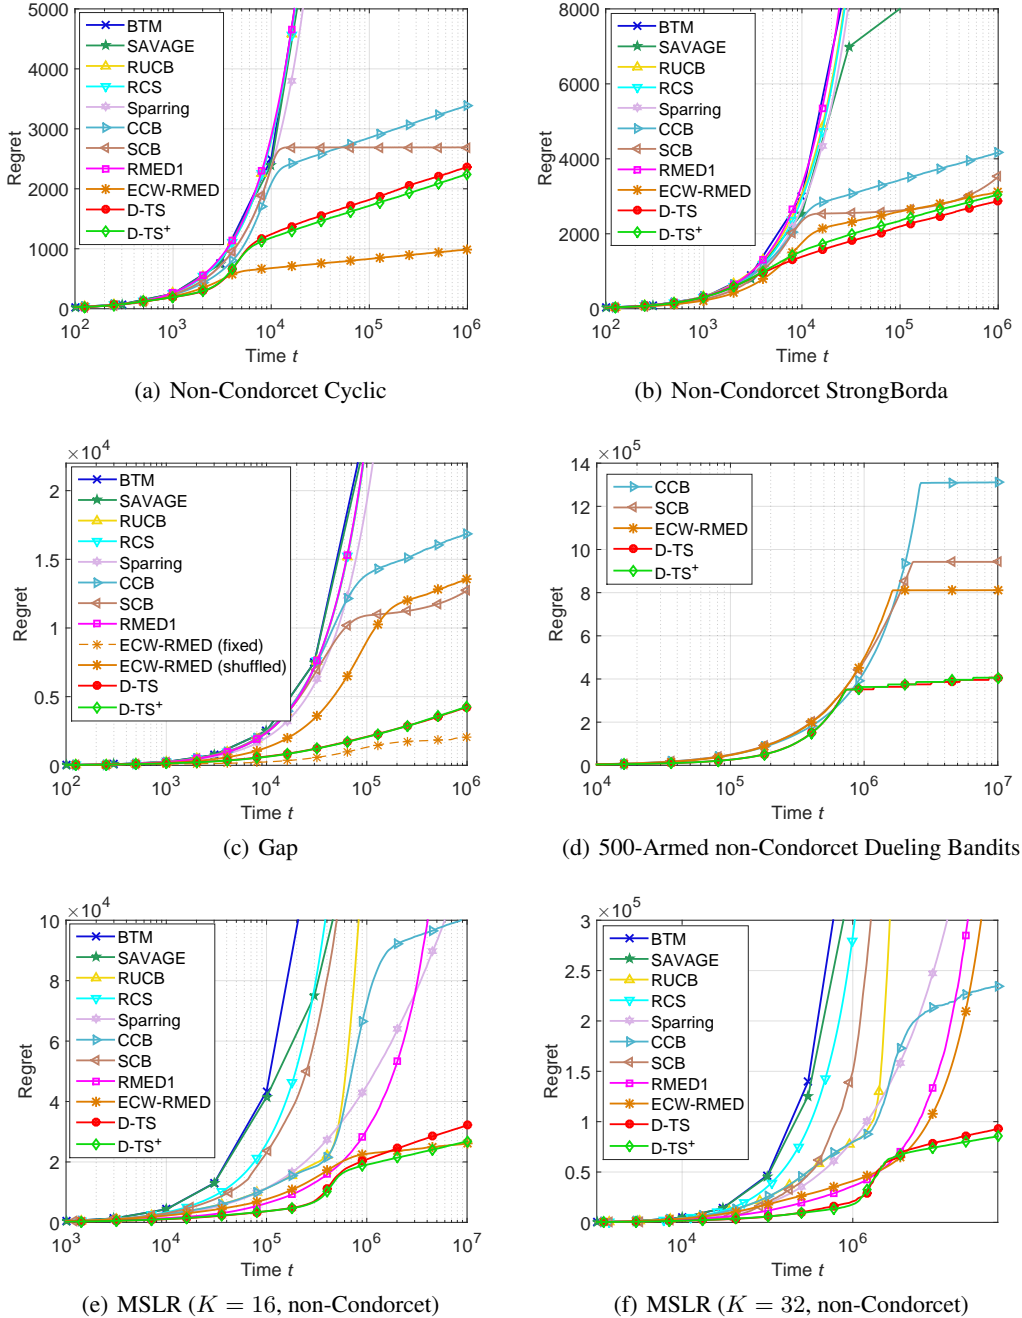 5000
4000
3000
2000
1000
0
Regret
BTM
SAVAGE
RUCB
RCS
Sparring
CCB
SCB
RMED1
ECW-RMED
D-TS
D-TS+
10^2 10^3 10^4 10^5 10^6
Time t
(a) Non-Condorcet Cyclic
8000
6000
4000
2000
0
Regret
BTM
SAVAGE
RUCB
RCS
Sparring
CCB
SCB
RMED1
ECW-RMED
D-TS
D-TS+
10^2 10^3 10^4 10^5 10^6
Time t
(b) Non-Condorcet StrongBorda
×10^4
2
1.5
1
0.5
0
Regret
BTM
SAVAGE
RUCB
RCS
Sparring
CCB
SCB
RMED1
ECW-RMED (fixed)
ECW-RMED (shuffled)
D-TS
D-TS+
10^2 10^3 10^4 10^5 10^6
Time t
(c) Gap
×10^5
14
12
10
8
6
4
2
0
Regret
CCB
SCB
ECW-RMED
D-TS
D-TS+
10^4 10^5 10^6 10^7
Time t
(d) 500-Armed non-Condorcet Dueling Bandits
×10^4
10
8
6
4
2
0
Regret
BTM
SAVAGE
RUCB
RCS
Sparring
CCB
SCB
RMED1
ECW-RMED
D-TS
D-TS+
10^3 10^4 10^5 10^6 10^7
Time t
(e) MSLR (K = 16, non-Condorcet)
×10^5
3
2.5
2
1.5
1
0.5
0
Regret
BTM
SAVAGE
RUCB
RCS
Sparring
CCB
SCB
RMED1
ECW-RMED
D-TS
D-TS+
10^4 10^6
Time t
(f) MSLR (K = 32, non-Condorcet)